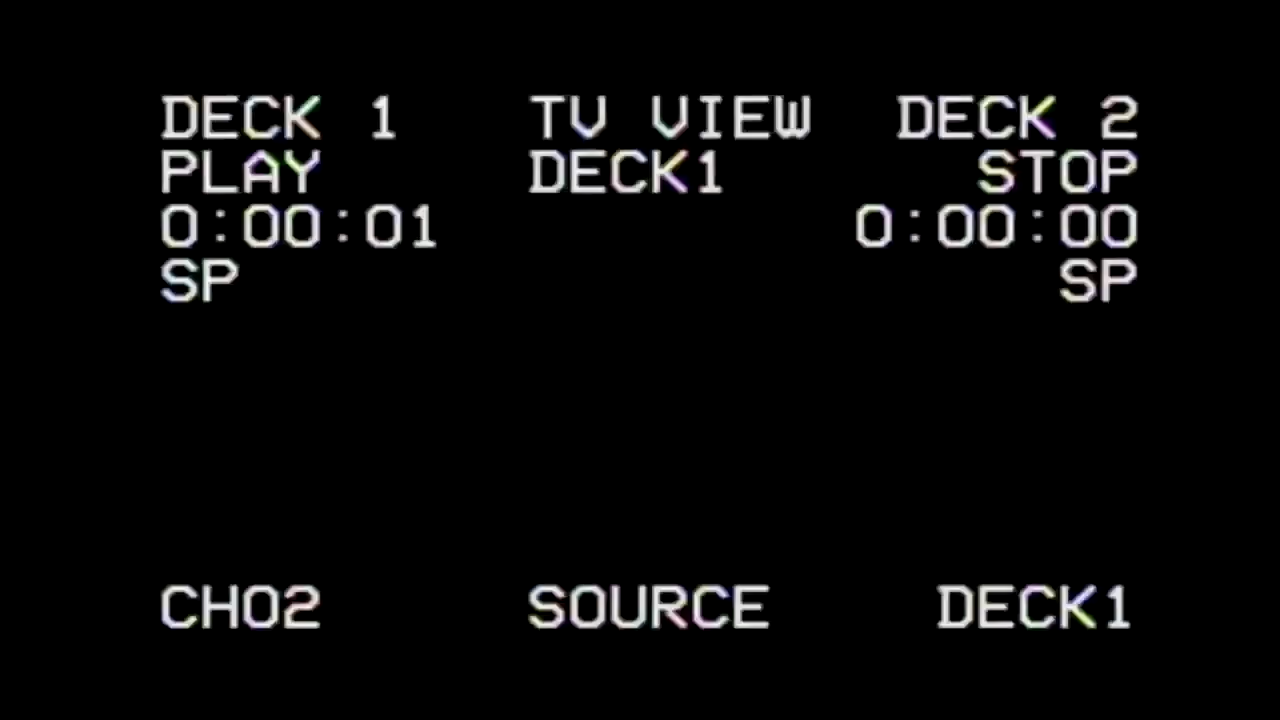 DECK 1 TV VIEW DECK 2
PLAY DECK1 STOP
0:00:01 0:00:00
SP SP
CH02 SOURCE DECK1